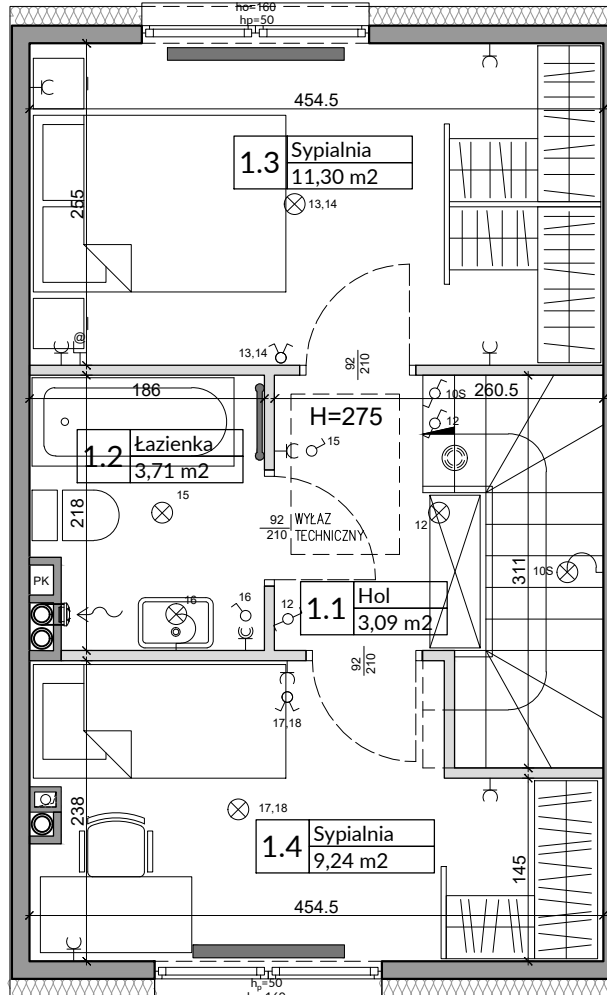 ho=160
hp=50
454.5
1.3
Sypialnia
11,30 m2
255
13,14
@
13,14
92
210
186
10S
260.5
H=275
12
1.2
Łazienka
3,71 m2
15
15
218
92
210
WYŁAZ
TECHNICZNY
12
311
10S
PK
16
16
12
1.1
Hol
3,09 m2
92
210
17,18
238
17,18
1.4
Sypialnia
9,24 m2
145
454.5
hp=50